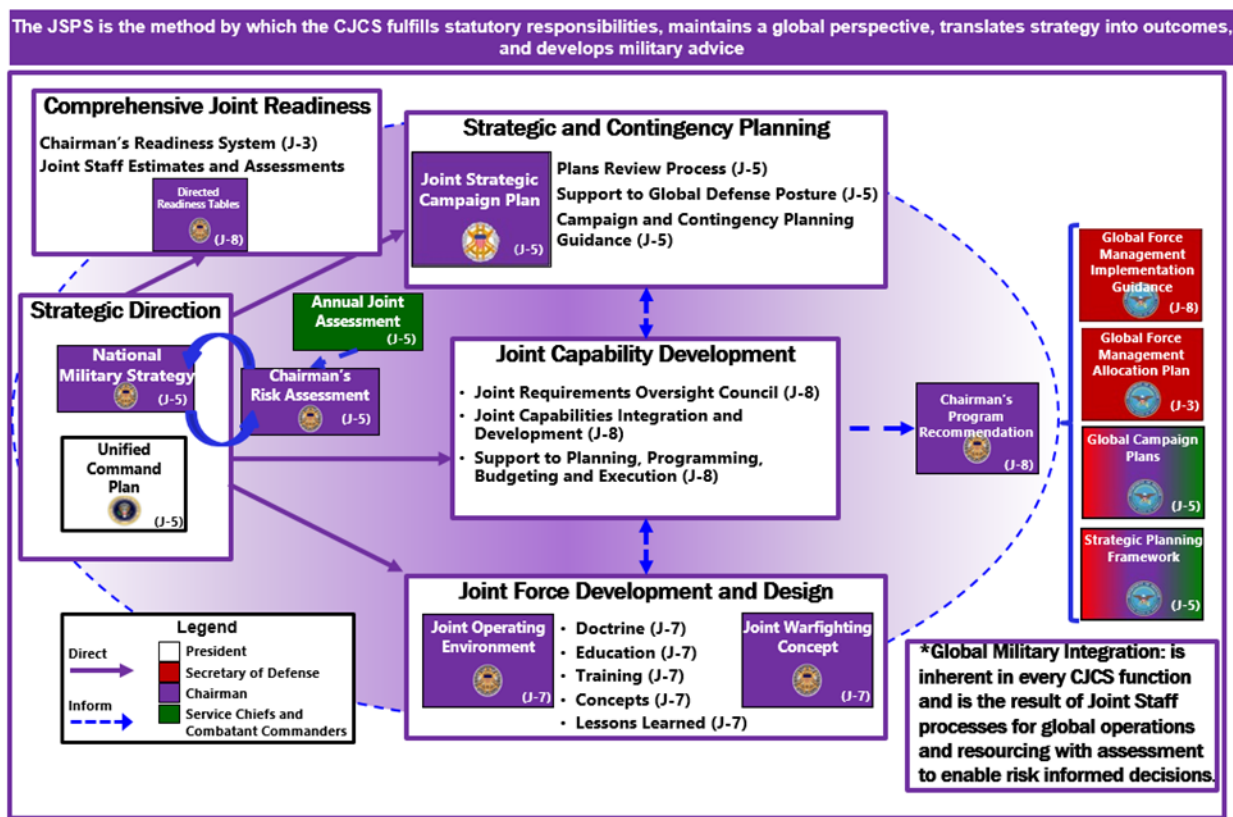 The JSPS is the method by which the CJCS fulfills statutory responsibilities, maintains a global perspective, translates strategy into outcomes,
and develops military advice
Comprehensive Joint Readiness
Chairman's Readiness System (J-3)
Joint Staff Estimates and Assessments
Directed
Readiness Tables
(J-8)
Strategic and Contingency Planning
Joint Strategic
Campaign Plan
(J-5)
Plans Review Process (J-5)
Support to Global Defense Posture (J-5)
Campaign and Contingency Planning
Guidance (J-5)
Strategic Direction
National
Military Strategy
(J-5)
Unified
Command
Plan
(J-5)
Annual Joint
Assessment
(J-5)
Chairman's
Risk Assessment
(J-5)
Joint Capability Development
• Joint Requirements Oversight Council (J-8)
• Joint Capabilities Integration and
Development (J-8)
• Support to Planning, Programming,
Budgeting and Execution (J-8)
Chairman's
Program
Recommendation
(J-8)
Global Force
Management
Implementation
Guidance
(J-8)
Global Force
Management
Allocation Plan
(J-3)
Global Campaign
Plans
(J-5)
Strategic Planning
Framework
(J-5)
Joint Force Development and Design
Joint Operating
Environment
(J-7)
• Doctrine (J-7)
• Education (J-7)
• Training (J-7)
• Concepts (J-7)
• Lessons Learned (J-7)
Joint Warfighting
Concept
(J-7)
Legend
Direct
Inform
President
Secretary of Defense
Chairman
Service Chiefs and
Combatant Commanders
*Global Military Integration: is
inherent in every CJCS function
and is the result of Joint Staff
processes for global operations
and resourcing with assessment
to enable risk informed decisions.